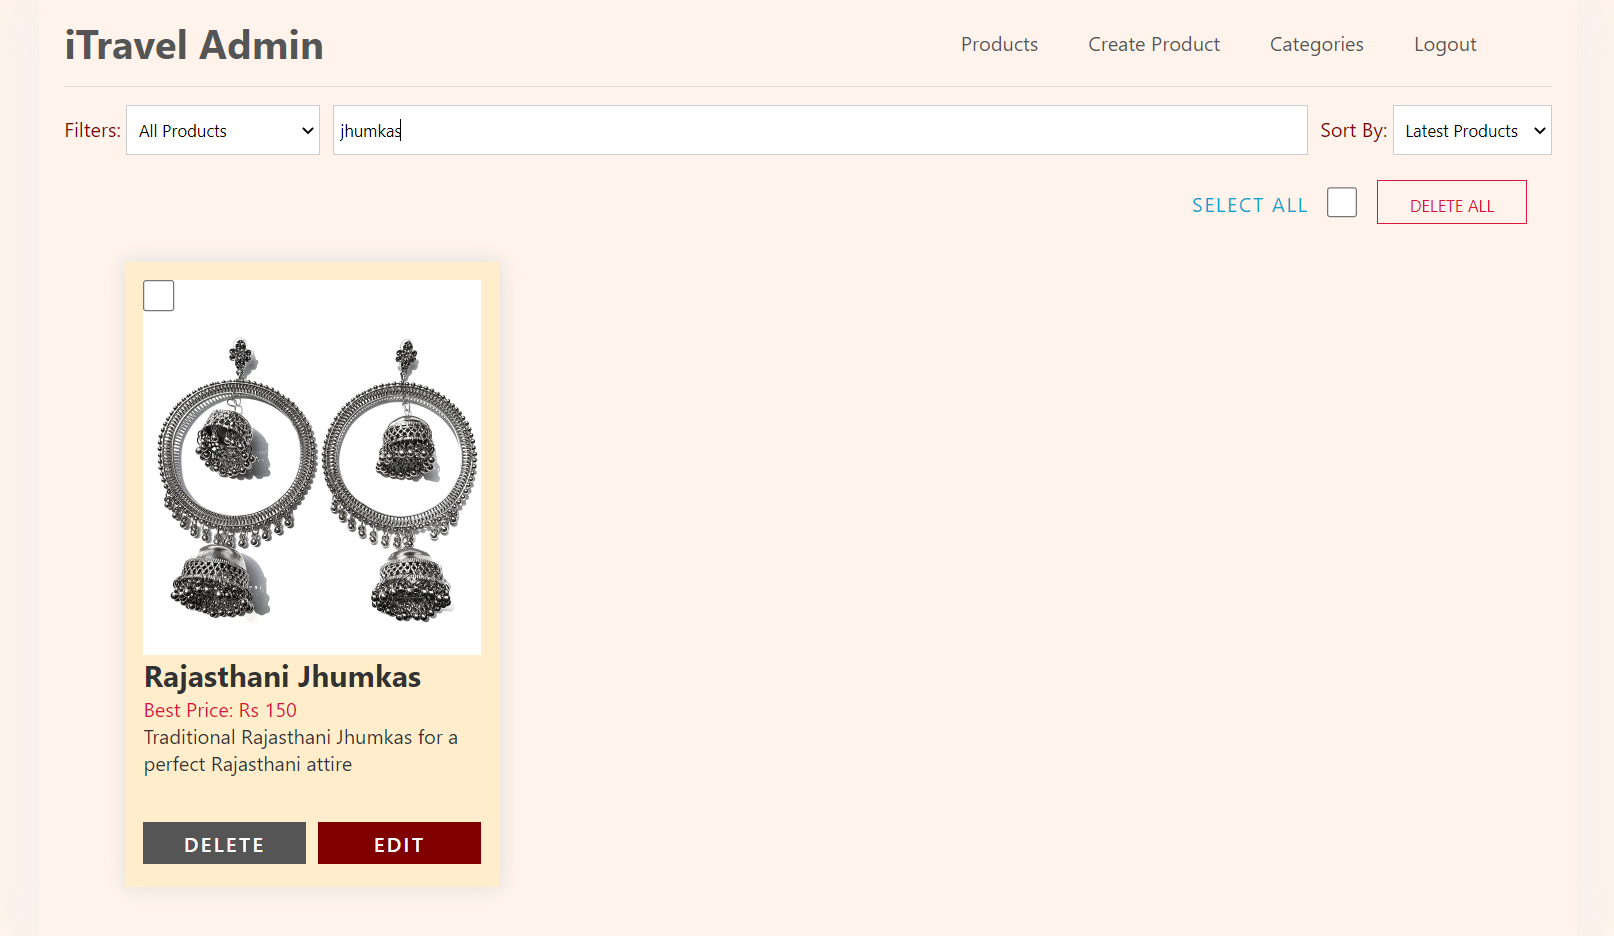 iTravel Admin
Products
Create Product
Categories
Logout
Filters:
All Products
jhumkas
Sort By:
Latest Products
SELECT ALL
DELETE ALL
Rajasthani Jhumkas
Best Price: Rs 150
Traditional Rajasthani Jhumkas for a
perfect Rajasthani attire
DELETE
EDIT